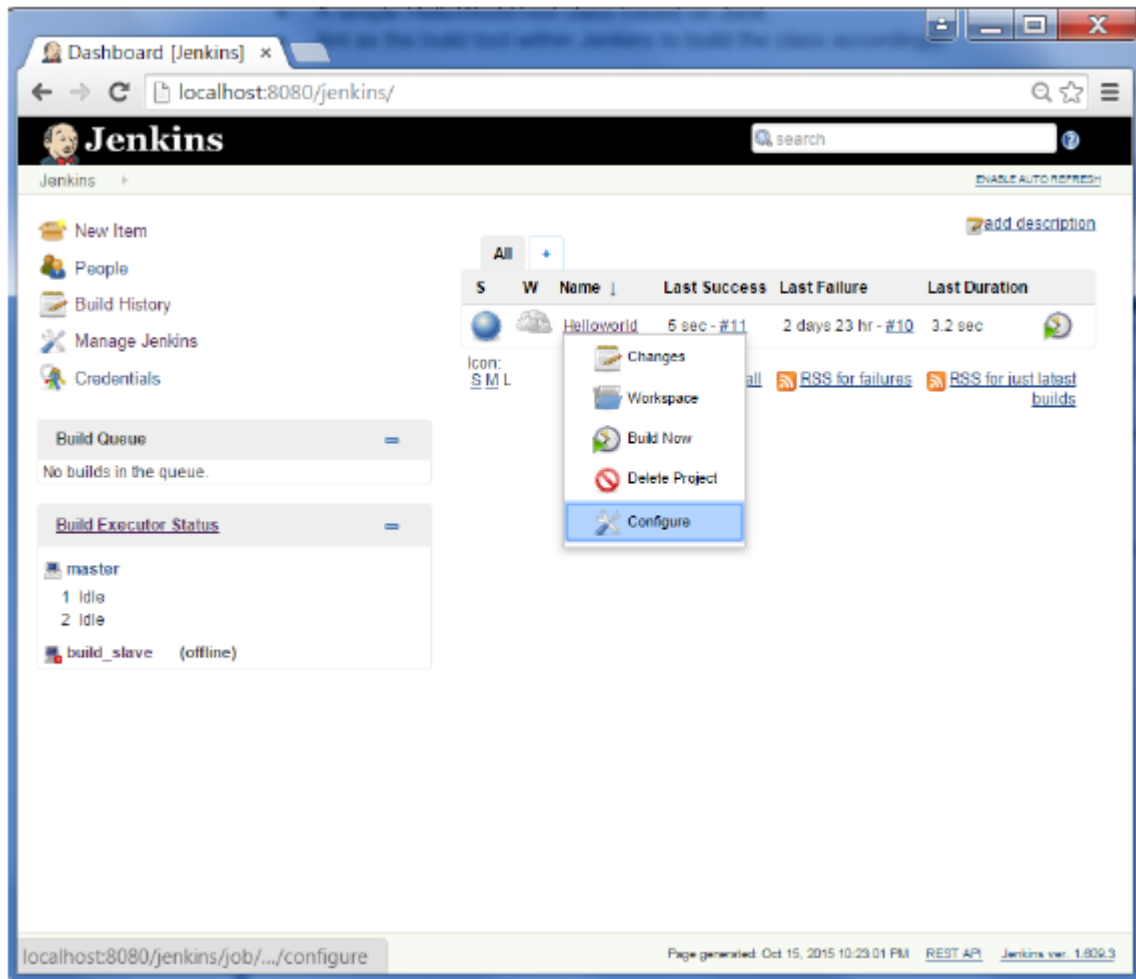 Dashboard [Jenkins] ×
localhost:8080/jenkins/
Jenkins
search
Jenkins
ENABLE AUTO REFRESH
New Item
People
Build History
Manage Jenkins
Credentials
add description
All +
S W Name ↓ Last Success Last Failure Last Duration
Helloworld 5 sec - #11 2 days 23 hr - #10 3.2 sec
Icon:
S M L
all RSS for failures RSS for just latest
builds
Changes
Workspace
Build Now
Delete Project
Configure
Build Queue
No builds in the queue.
Build Executor Status
master
1 Idle
2 Idle
build_slave (offline)
localhost:8080/jenkins/job/.../configure
Page generated: Oct 15, 2015 10:23:01 PM REST API Jenkins ver. 1.609.3